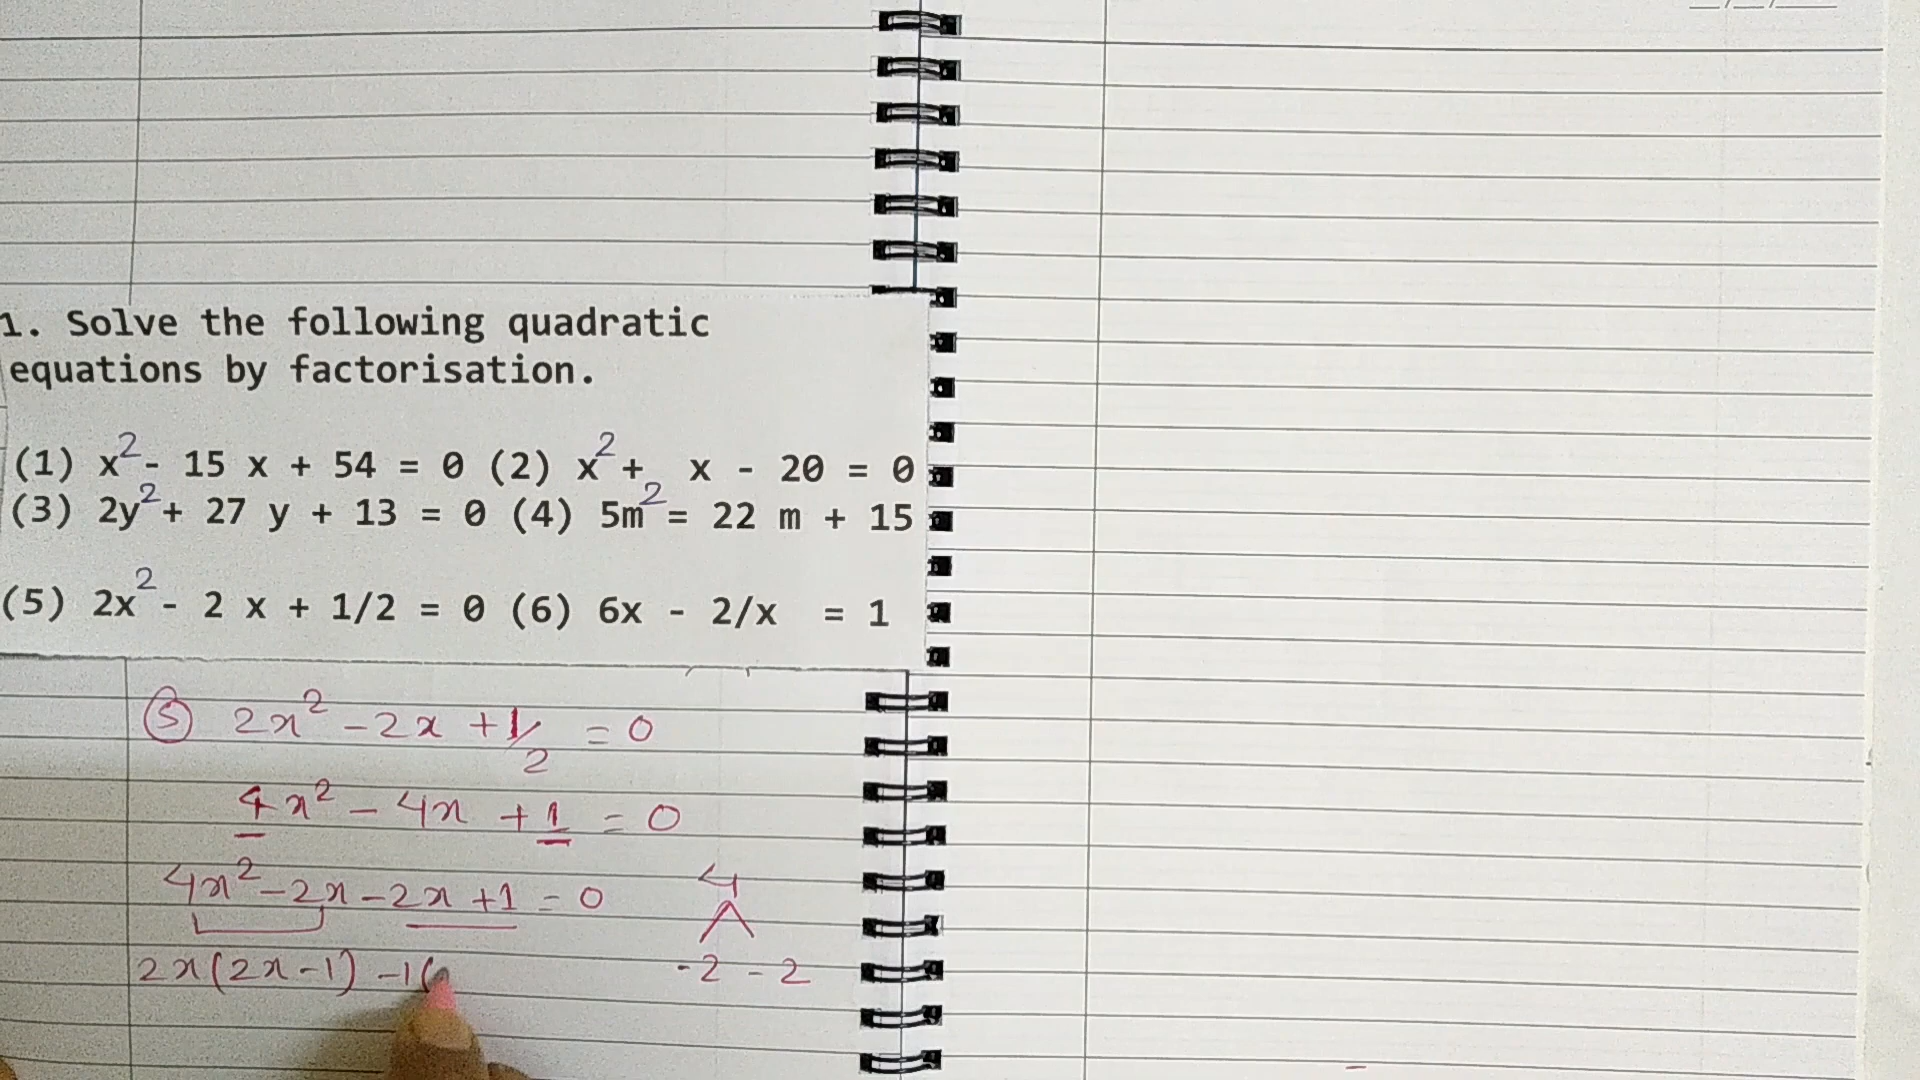 1. Solve the following quadratic
equations by factorisation.
(1) x² - 15 x + 54 = 0 (2) x² + x - 20 = 0
(3) 2y² + 27 y + 13 = 0 (4) 5m² = 22 m + 15
(5) 2x² - 2 x + 1/2 = 0 (6) 6x - 2/x = 1
⑤ 2x² - 2x + 1/2 = 0
4x² - 4x + 1 = 0
4x² - 2x - 2x + 1 = 0 4
2x(2x - 1) - 1( -2 - 2